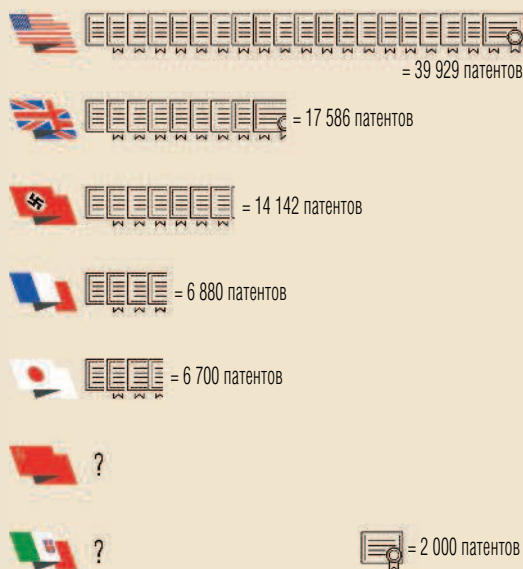 = 39 929 патентов
= 17 586 патентов
= 14 142 патентов
= 6 880 патентов
= 6 700 патентов
?
?
= 2 000 патентов